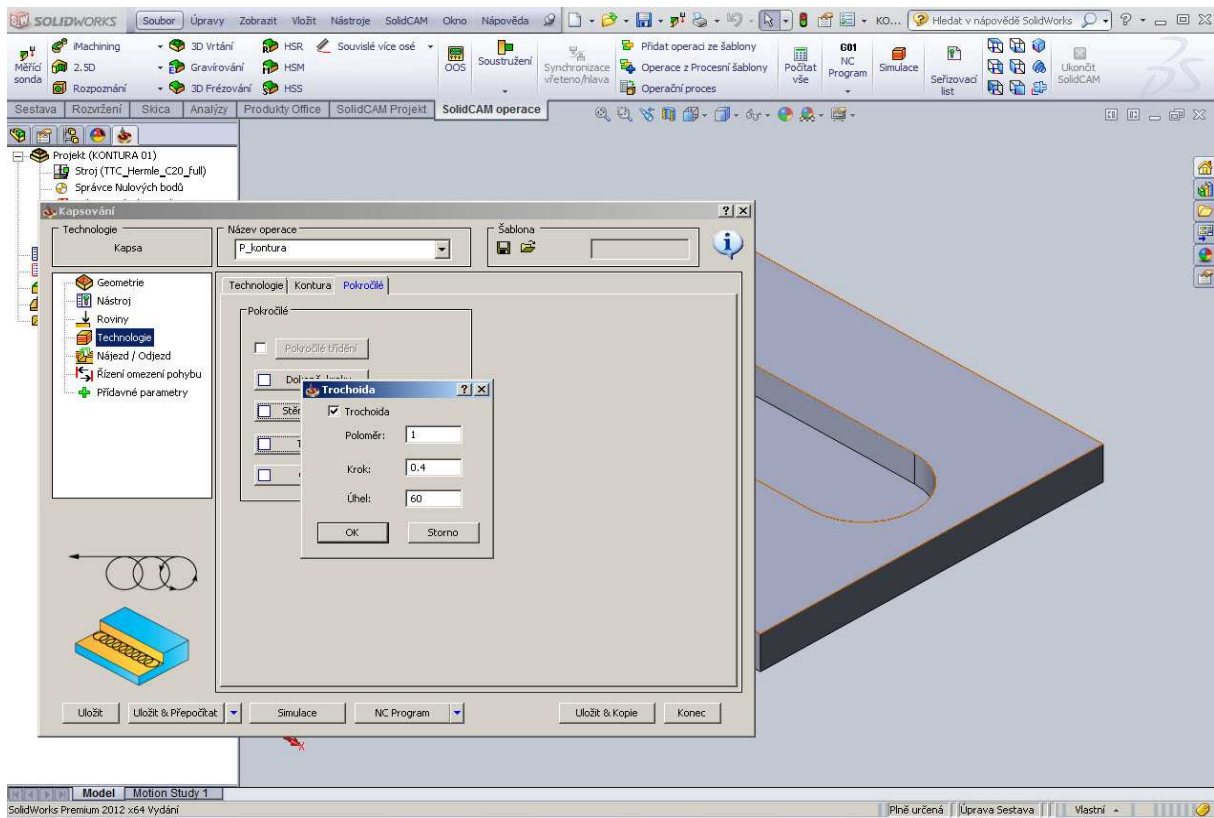 SOLIDWORKS Soubor Úpravy Zobrazit Vložit Nástroje SolidCAM Okno Nápověda KO... Hledat v nápovědě SolidWorks
iMachining 3D Vrtání HSR Souvislé více osé Přidat operaci ze šablony
Měřící sonda 2.5D Gravírování HSM OOS Soustružení Synchronizace vřeteno/hlava Operace z Procesní šablony Počítat vše G01 NC Program Simulace Seřizovací list Ukončit SolidCAM
Rozpoznání 3D Frézování HSS Operační proces
Sestava Rozvržení Skica Analýzy Produkty Office SolidCAM Projekt SolidCAM operace
Projekt (KONTURA 01)
Stroj (TTC_Hermle_C20_full)
Správce Nulových bodů
Kapsování
Technologie Název operace Šablona
Kapsa P_kontura
Geometrie
Nástroj
Roviny
Technologie
Nájezd / Odjezd
Řízení omezení pohybu
Přídavné parametry
Technologie Kontura Pokročilé
Pokročilé
Pokročilé třídění
Trochoida
Trochoida
Poloměr: 1
Krok: 0.4
Úhel: 60
OK Storno
Uložit Uložit & Přepočítat Simulace NC Program Uložit & Kopie Konec
Model Motion Study 1
SolidWorks Premium 2012 x64 Vydání Plně určená Úprava Sestava Vlastní